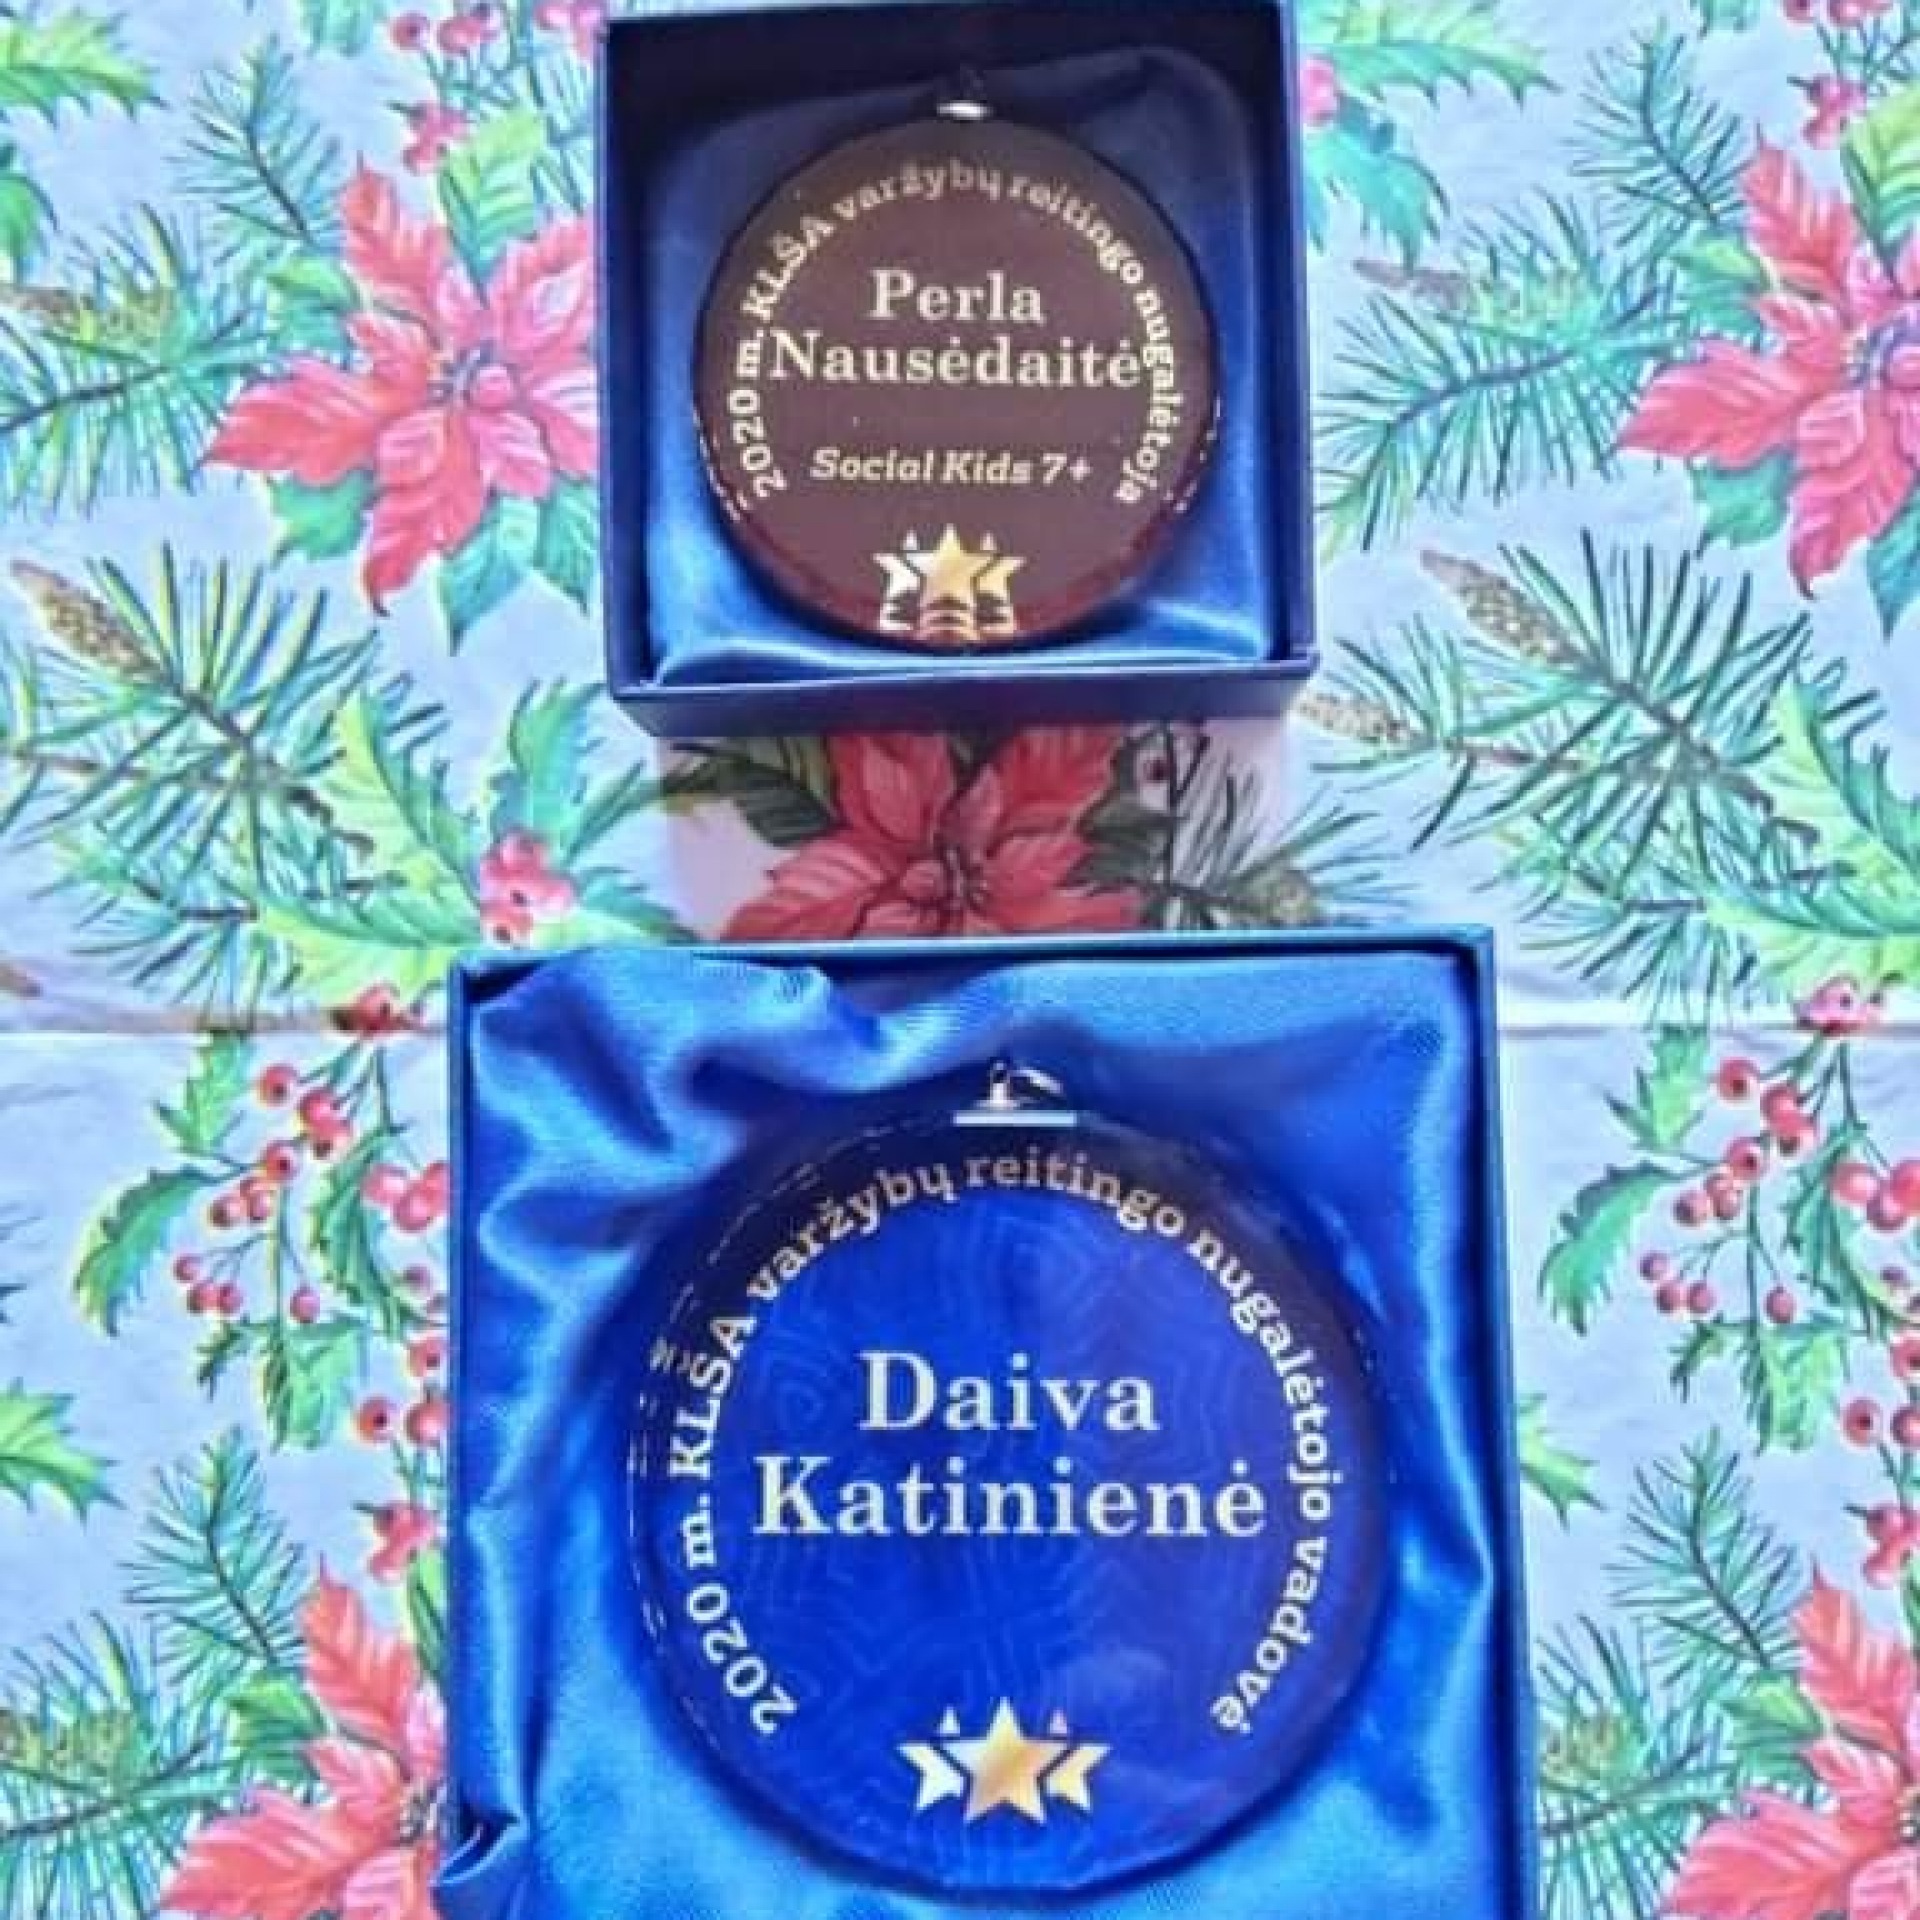 2020 m. KLŠA varžybų reitingo nugalėtoja
Perla
Nausėdaitė
Social Kids 7+
2020 m. KLŠA varžybų reitingo nugalėtojo vadovė
Daiva
Katinienė